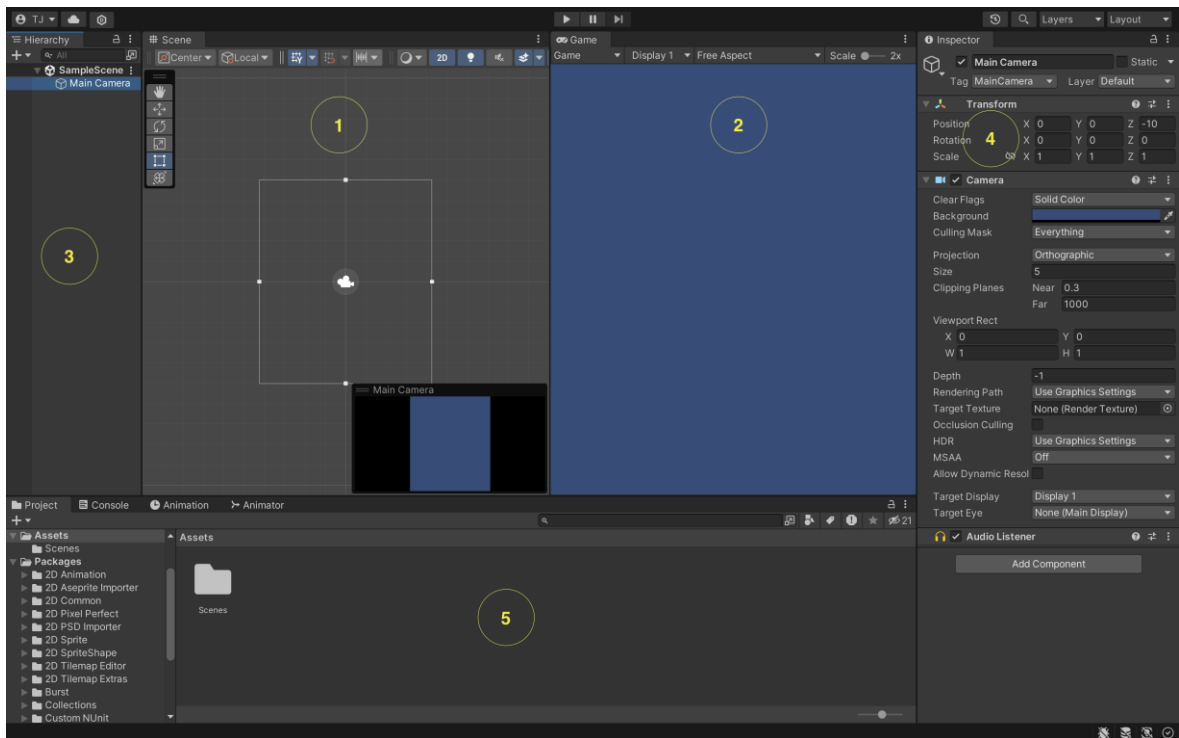 TJ
Layers
Layout
Hierarchy
All
SampleScene
Main Camera
Scene
Center
Local
2D
1
Main Camera
3
Game
Game
Display 1
Free Aspect
Scale
2x
2
Inspector
Main Camera
Static
Tag MainCamera Layer Default
Transform
Position X 0 Y 0 Z -10
Rotation X 0 Y 0 Z 0
Scale X 1 Y 1 Z 1
4
Camera
Clear Flags Solid Color
Background
Culling Mask Everything
Projection Orthographic
Size 5
Clipping Planes Near 0.3
Far 1000
Viewport Rect
X 0 Y 0
W 1 H 1
Depth -1
Rendering Path Use Graphics Settings
Target Texture None (Render Texture)
Occlusion Culling
HDR Use Graphics Settings
MSAA Off
Allow Dynamic Resol
Target Display Display 1
Target Eye None (Main Display)
Audio Listener
Add Component
Project Console Animation Animator
21
Assets
Scenes
Packages
2D Animation
2D Aseprite Importer
2D Common
2D Pixel Perfect
2D PSD Importer
2D Sprite
2D SpriteShape
2D Tilemap Editor
2D Tilemap Extras
Burst
Collections
Custom NUnit
Assets
Scenes
5